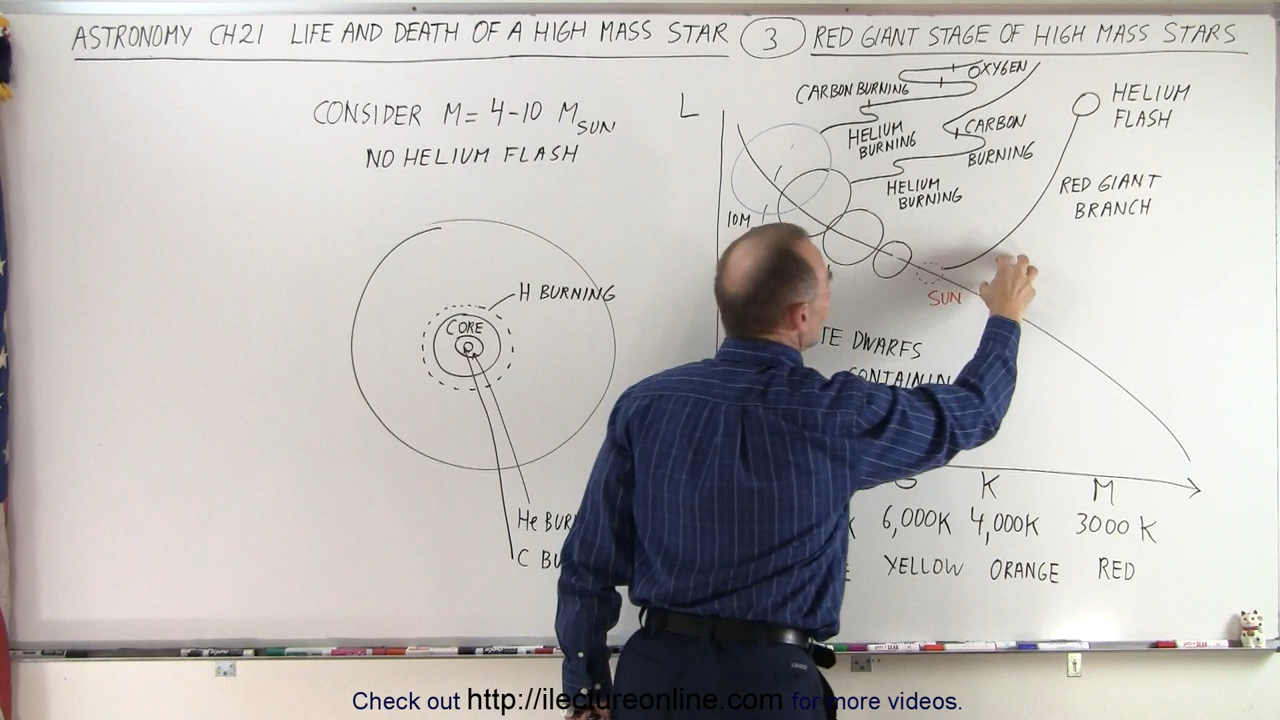 ASTRONOMY CH21 LIFE AND DEATH OF A HIGH MASS STAR 3 RED GIANT STAGE OF HIGH MASS STARS
CONSIDER M= 4-10 M SUN
NO HELIUM FLASH
H BURNING
CORE
C
L
OXYGEN
CARBON BURNING
HELIUM
BURNING
CARBON
BURNING
HELIUM
BURNING
HELIUM
FLASH
RED GIANT
BRANCH
10M
SUN
DWARFS
K M
K 6,000K 4,000K 3000 K
YELLOW ORANGE RED
He
Check out http://ilectureonline.com for more videos.